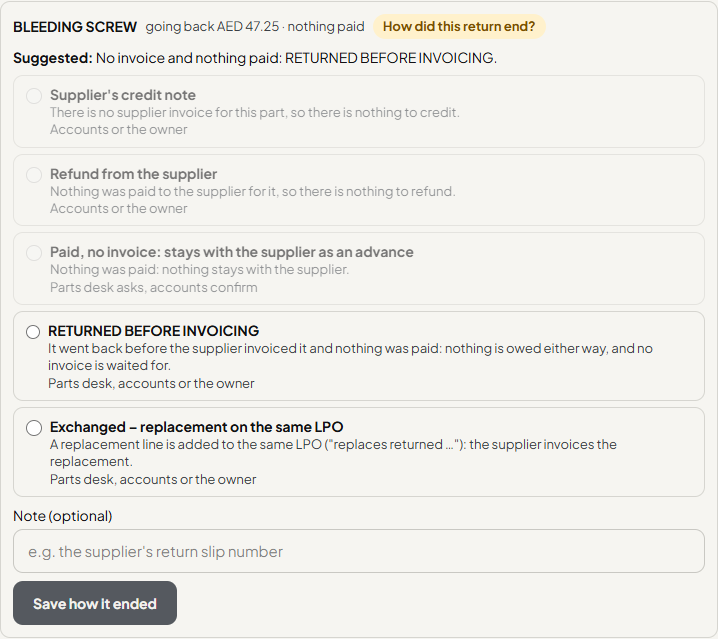 BLEEDING SCREW going back AED 47.25 · nothing paid How did this return end?
Suggested: No invoice and nothing paid: RETURNED BEFORE INVOICING.
Supplier's credit note
There is no supplier invoice for this part, so there is nothing to credit.
Accounts or the owner
Refund from the supplier
Nothing was paid to the supplier for it, so there is nothing to refund.
Accounts or the owner
Paid, no invoice: stays with the supplier as an advance
Nothing was paid: nothing stays with the supplier.
Parts desk asks, accounts confirm
RETURNED BEFORE INVOICING
It went back before the supplier invoiced it and nothing was paid: nothing is owed either way, and no
invoice is waited for.
Parts desk, accounts or the owner
Exchanged – replacement on the same LPO
A replacement line is added to the same LPO ("replaces returned …"): the supplier invoices the
replacement.
Parts desk, accounts or the owner
Note (optional)
e.g. the supplier's return slip number
Save how it ended